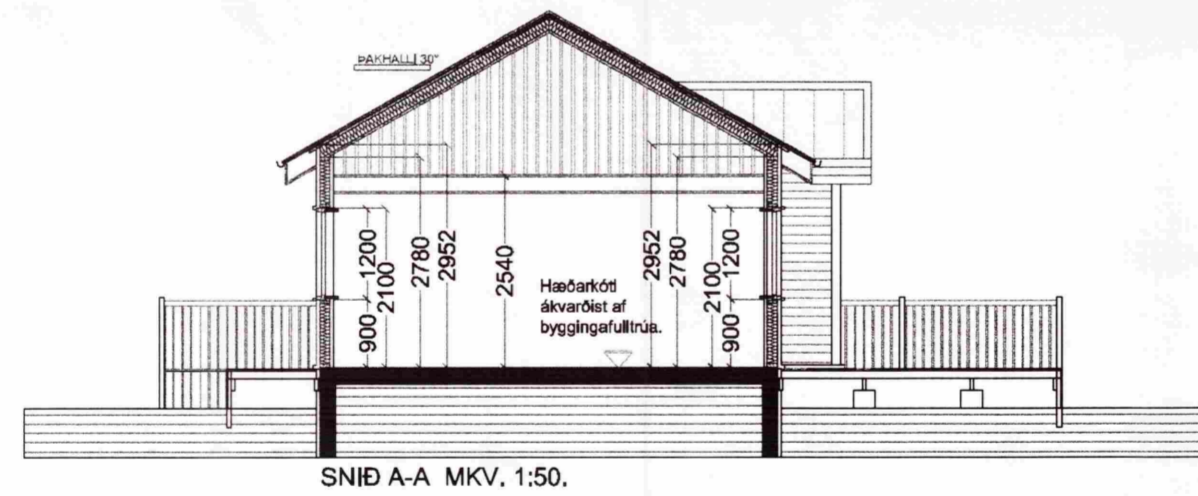 ÞAKHALLI 30°
1200
2100
2780
2952
2540
900
Hæðarkóti
ákvarðist af
byggingafulltrúa.
2952
2780
2100
1200
900
SNIÐ A-A MKV. 1:50.